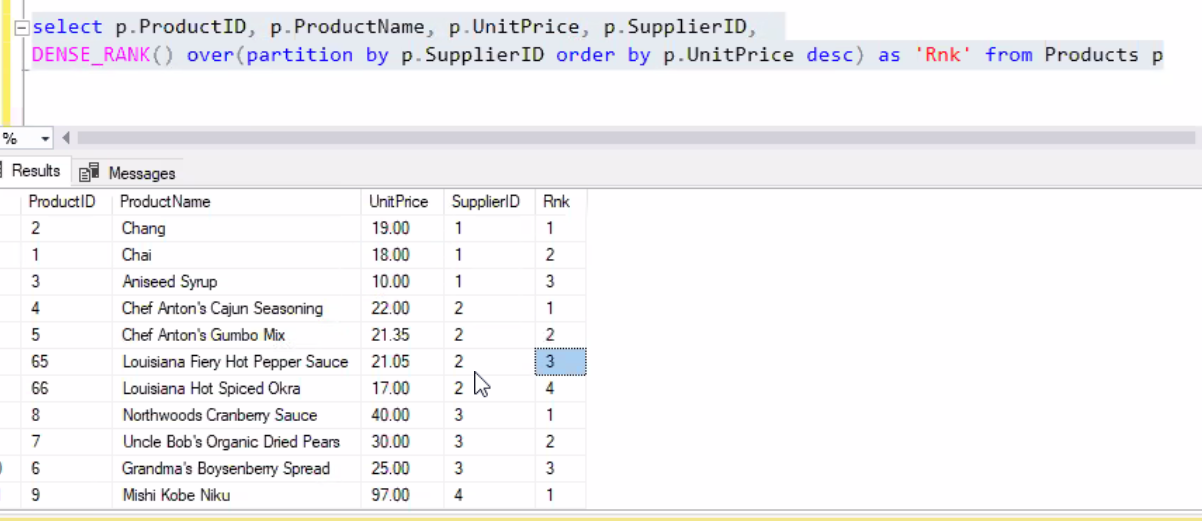 select p.ProductID, p.ProductName, p.UnitPrice, p.SupplierID,
DENSE_RANK() over(partition by p.SupplierID order by p.UnitPrice desc) as 'Rnk' from Products p
%
Results Messages
ProductID ProductName UnitPrice SupplierID Rnk
2 Chang 19.00 1 1
1 Chai 18.00 1 2
3 Aniseed Syrup 10.00 1 3
4 Chef Anton's Cajun Seasoning 22.00 2 1
5 Chef Anton's Gumbo Mix 21.35 2 2
65 Louisiana Fiery Hot Pepper Sauce 21.05 2 3
66 Louisiana Hot Spiced Okra 17.00 2 4
8 Northwoods Cranberry Sauce 40.00 3 1
7 Uncle Bob's Organic Dried Pears 30.00 3 2
6 Grandma's Boysenberry Spread 25.00 3 3
9 Mishi Kobe Niku 97.00 4 1